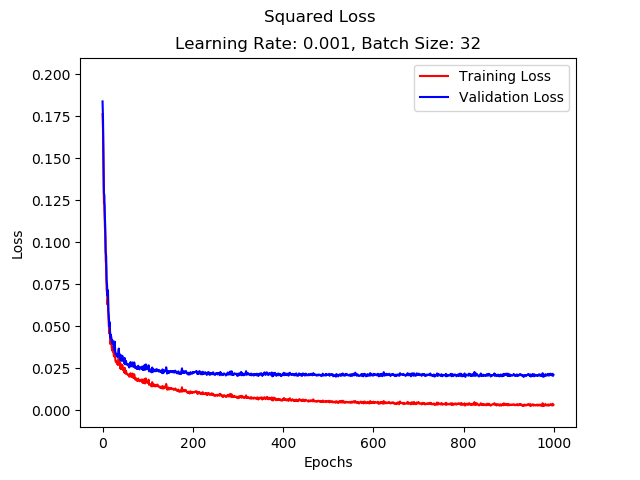 Squared Loss
Learning Rate: 0.001, Batch Size: 32
0.200
0.175
0.150
0.125
0.100
0.075
0.050
0.025
0.000
Loss
Training Loss
Validation Loss
0 200 400 600 800 1000
Epochs